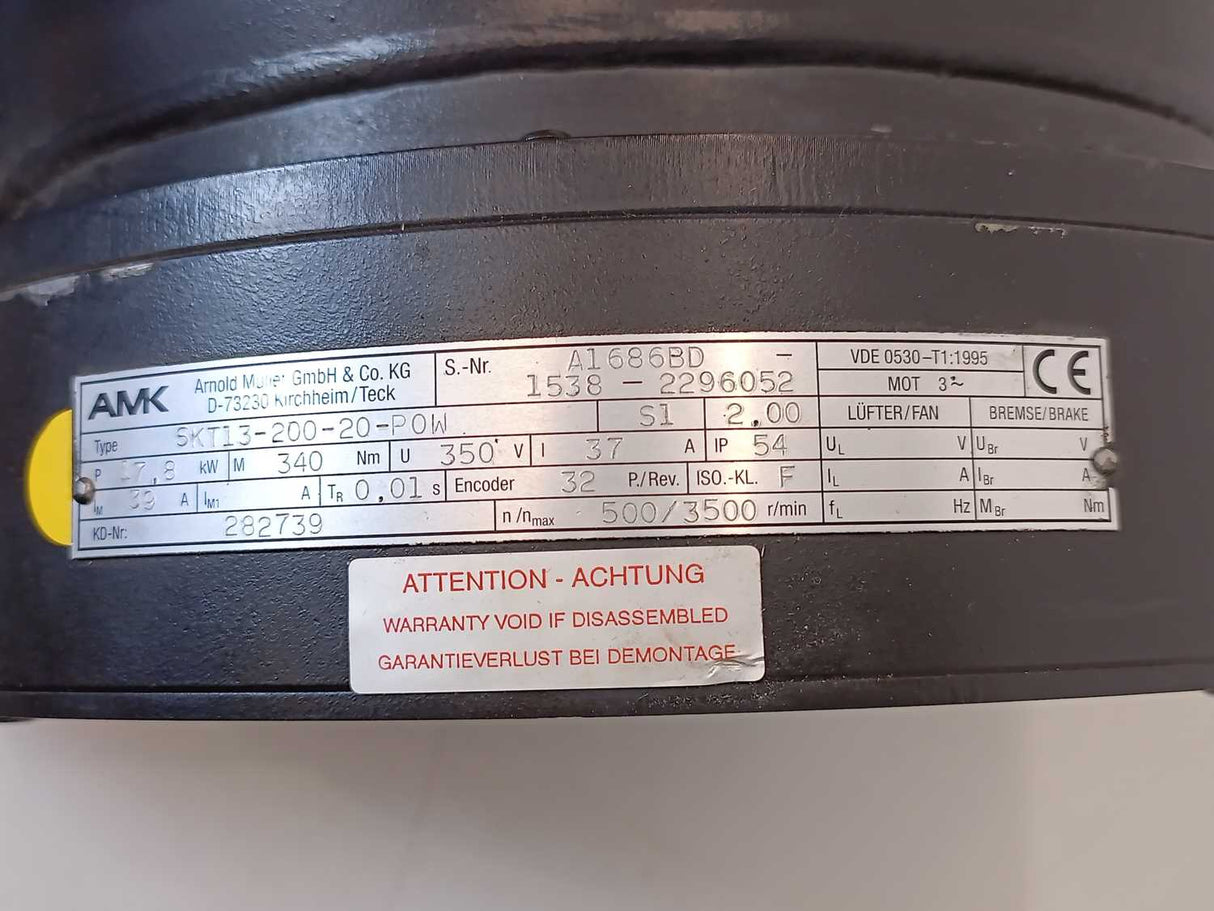 AMK Arnold Müller GmbH & Co. KG
D-73230 Kirchheim/Teck
S.-Nr. A1686BD -
1538 - 2296052
VDE 0530-T1:1995
MOT 3~
CE
Type SKT13-200-20-POW S1 2,00
LÜFTER/FAN BREMSE/BRAKE
P 17,8 kW M 340 Nm U 350 V I 37 A IP 54 UL V UBr V
IM 39 A IM1 A TR 0,01 s Encoder 32 P./Rev. ISO.-KL. F IL A IBr A
KD-Nr: 282739 n/nmax 500/3500 r/min fL Hz MBr Nm
ATTENTION - ACHTUNG
WARRANTY VOID IF DISASSEMBLED
GARANTIEVERLUST BEI DEMONTAGE